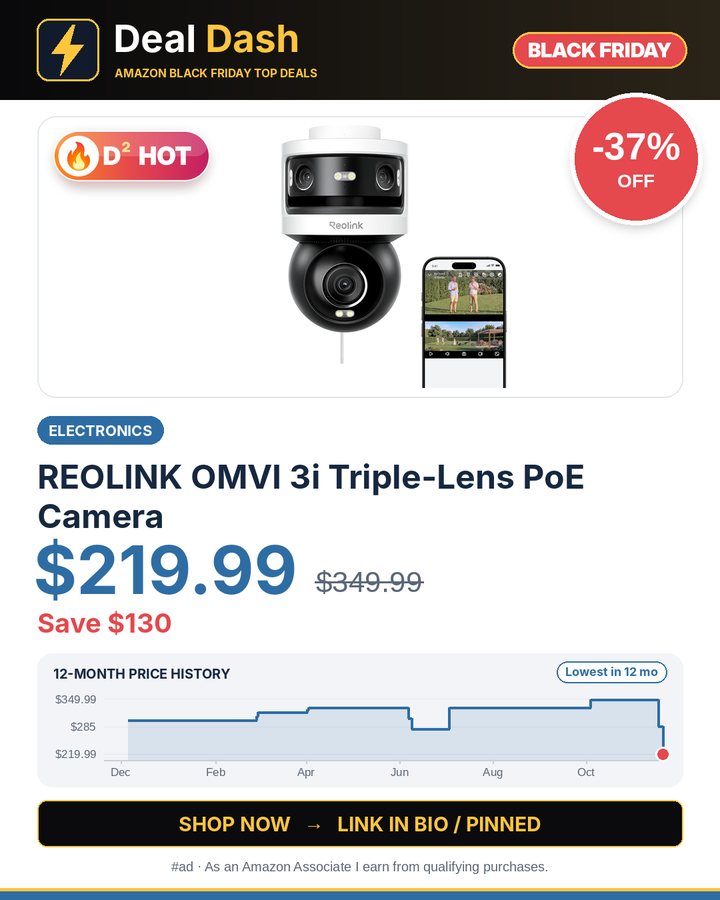 Deal Dash
AMAZON BLACK FRIDAY TOP DEALS
BLACK FRIDAY
D² HOT
-37%
OFF
Reolink
ELECTRONICS
REOLINK OMVI 3i Triple-Lens PoE
Camera
$219.99 $349.99
Save $130
12-MONTH PRICE HISTORY
Lowest in 12 mo
$349.99
$285
$219.99
Dec Feb Apr Jun Aug Oct
SHOP NOW → LINK IN BIO / PINNED
#ad · As an Amazon Associate I earn from qualifying purchases.